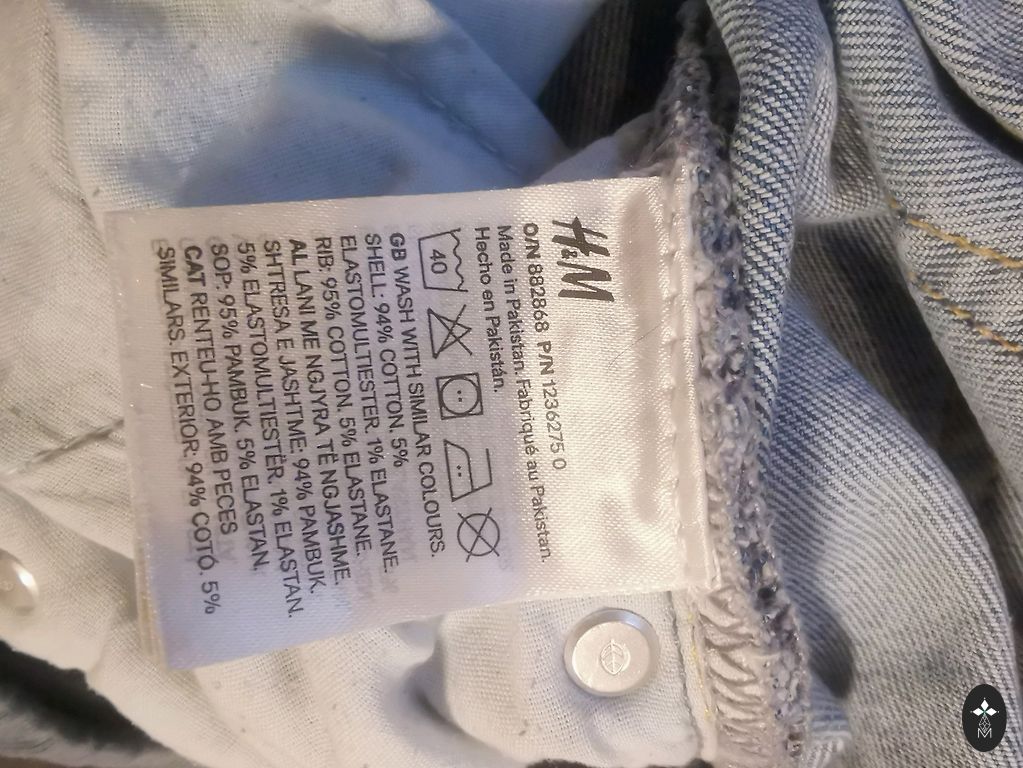 H&M
O/N 882868 P/N 1236275 0
Made in Pakistan. Fabriqué au Pakistan.
Hecho en Pakistán.
40
GB WASH WITH SIMILAR COLOURS.
SHELL: 94% COTTON. 5%
ELASTOMULTIESTER. 1% ELASTANE.
RIB: 95% COTTON. 5% ELASTANE.
AL LANI ME NGJYRA TË NGJASHME.
SHTRESA E JASHTME: 94% PAMBUK.
5% ELASTOMULTIESTËR. 1% ELASTAN.
SOP: 95% PAMBUK. 5% ELASTAN.
CAT RENTEU-HO AMB PECES
SIMILARS. EXTERIOR: 94% COTÓ. 5%
M